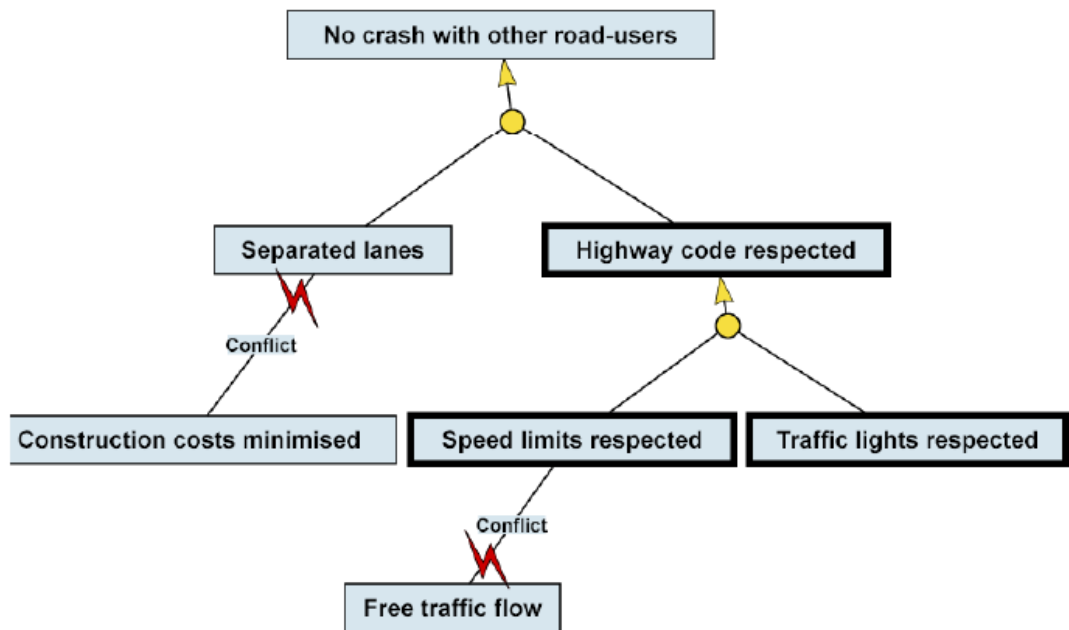 No crash with other road-users
Separated lanes
Highway code respected
Conflict
Construction costs minimised
Speed limits respected
Traffic lights respected
Conflict
Free traffic flow